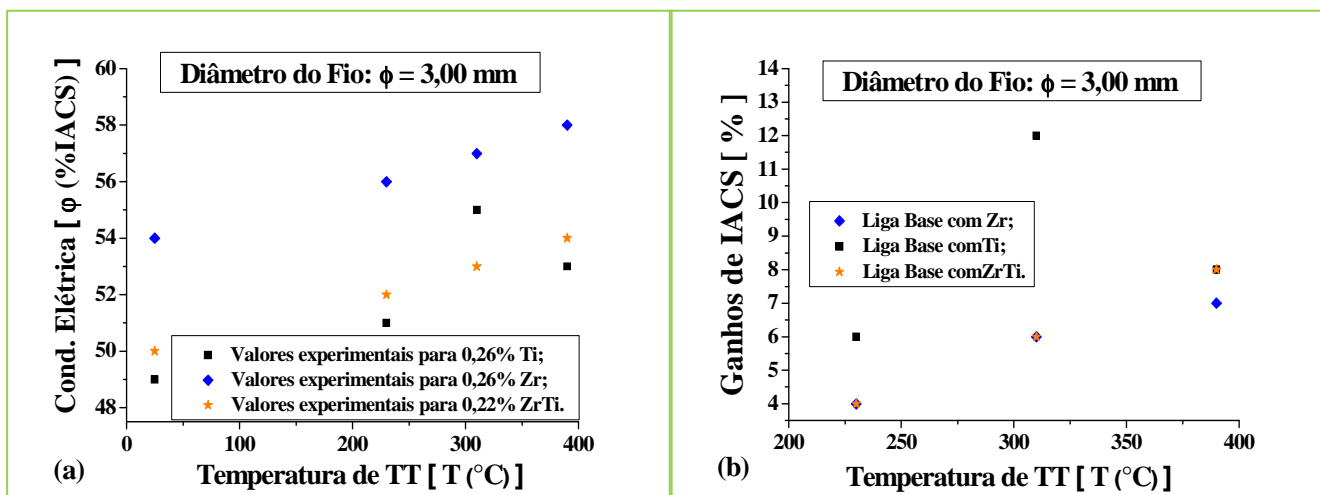 Diâmetro do Fio: ϕ = 3,00 mm
Cond. Elétrica [ φ (%IACS) ]
60
58
56
54
52
50
48
Valores experimentais para 0,26% Ti;
Valores experimentais para 0,26% Zr;
Valores experimentais para 0,22% ZrTi.
0
100
200
300
400
(a)
Temperatura de TT [ T (°C) ]
Diâmetro do Fio: ϕ = 3,00 mm
Ganhos de IACS [ % ]
14
13
12
11
10
9
8
7
6
5
4
Liga Base com Zr;
Liga Base comTi;
Liga Base comZrTi.
200
250
300
350
400
(b)
Temperatura de TT [ T (°C) ]